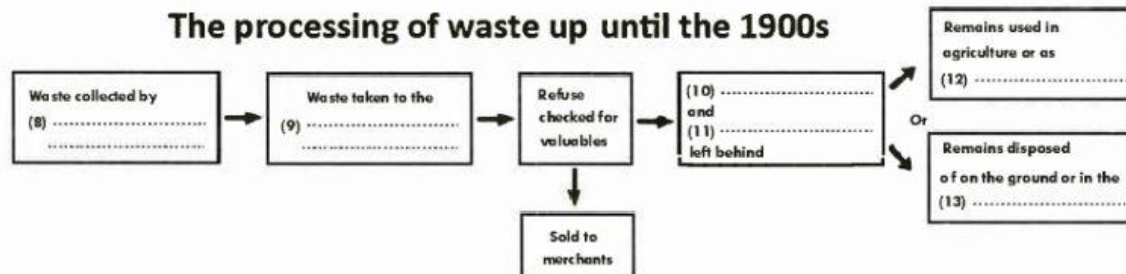 The processing of waste up until the 1900s
Waste collected by
(8) ........................................
........................................
Waste taken to the
(9) ........................................
........................................
Refuse
checked for
valuables
Sold to
merchants
(10) ........................................
and
(11) ........................................
left behind
Remains used in
agriculture or as
(12) ........................................
Or
Remains disposed
of on the ground or in the
(13) ........................................